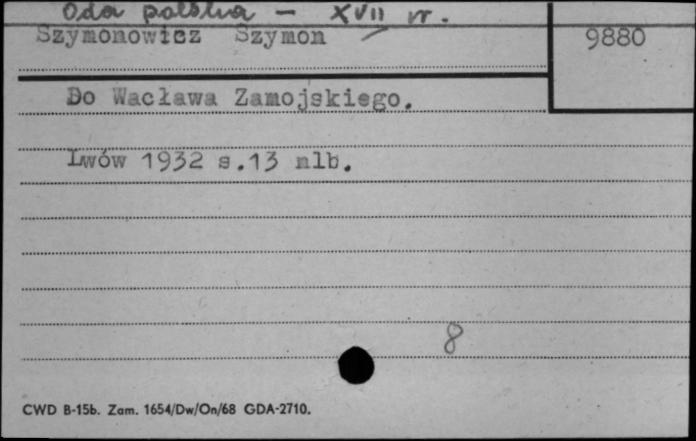 Oda polska - XVII w.
Szymonowicz Szymon
9880
Do Wacława Zamojskiego.
Lwów 1932 s.13 nlb.
8
CWD B-15b. Zam. 1654/Dw/On/68 GDA-2710.